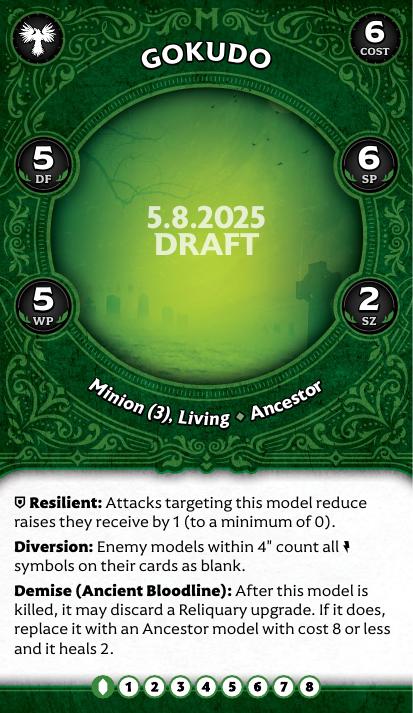 GOKUDO
6
COST
5
DF
6
SP
5.8.2025
DRAFT
5
WP
2
SZ
Minion (3), Living • Ancestor
Resilient: Attacks targeting this model reduce
raises they receive by 1 (to a minimum of 0).
Diversion: Enemy models within 4" count all
symbols on their cards as blank.
Demise (Ancient Bloodline): After this model is
killed, it may discard a Reliquary upgrade. If it does,
replace it with an Ancestor model with cost 8 or less
and it heals 2.
1 2 3 4 5 6 7 8